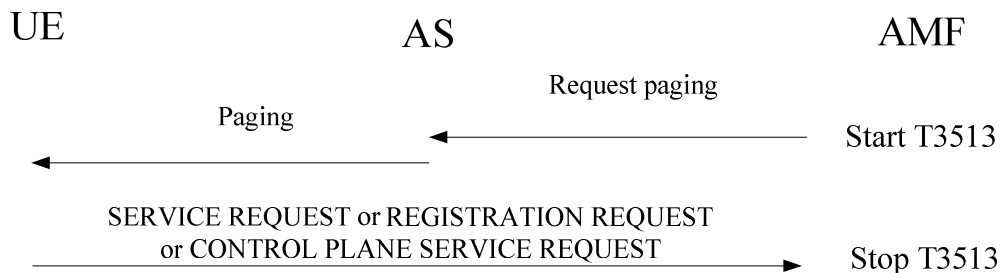 UE
AS
AMF
Request paging
Paging
Start T3513
SERVICE REQUEST or REGISTRATION REQUEST
or CONTROL PLANE SERVICE REQUEST
Stop T3513